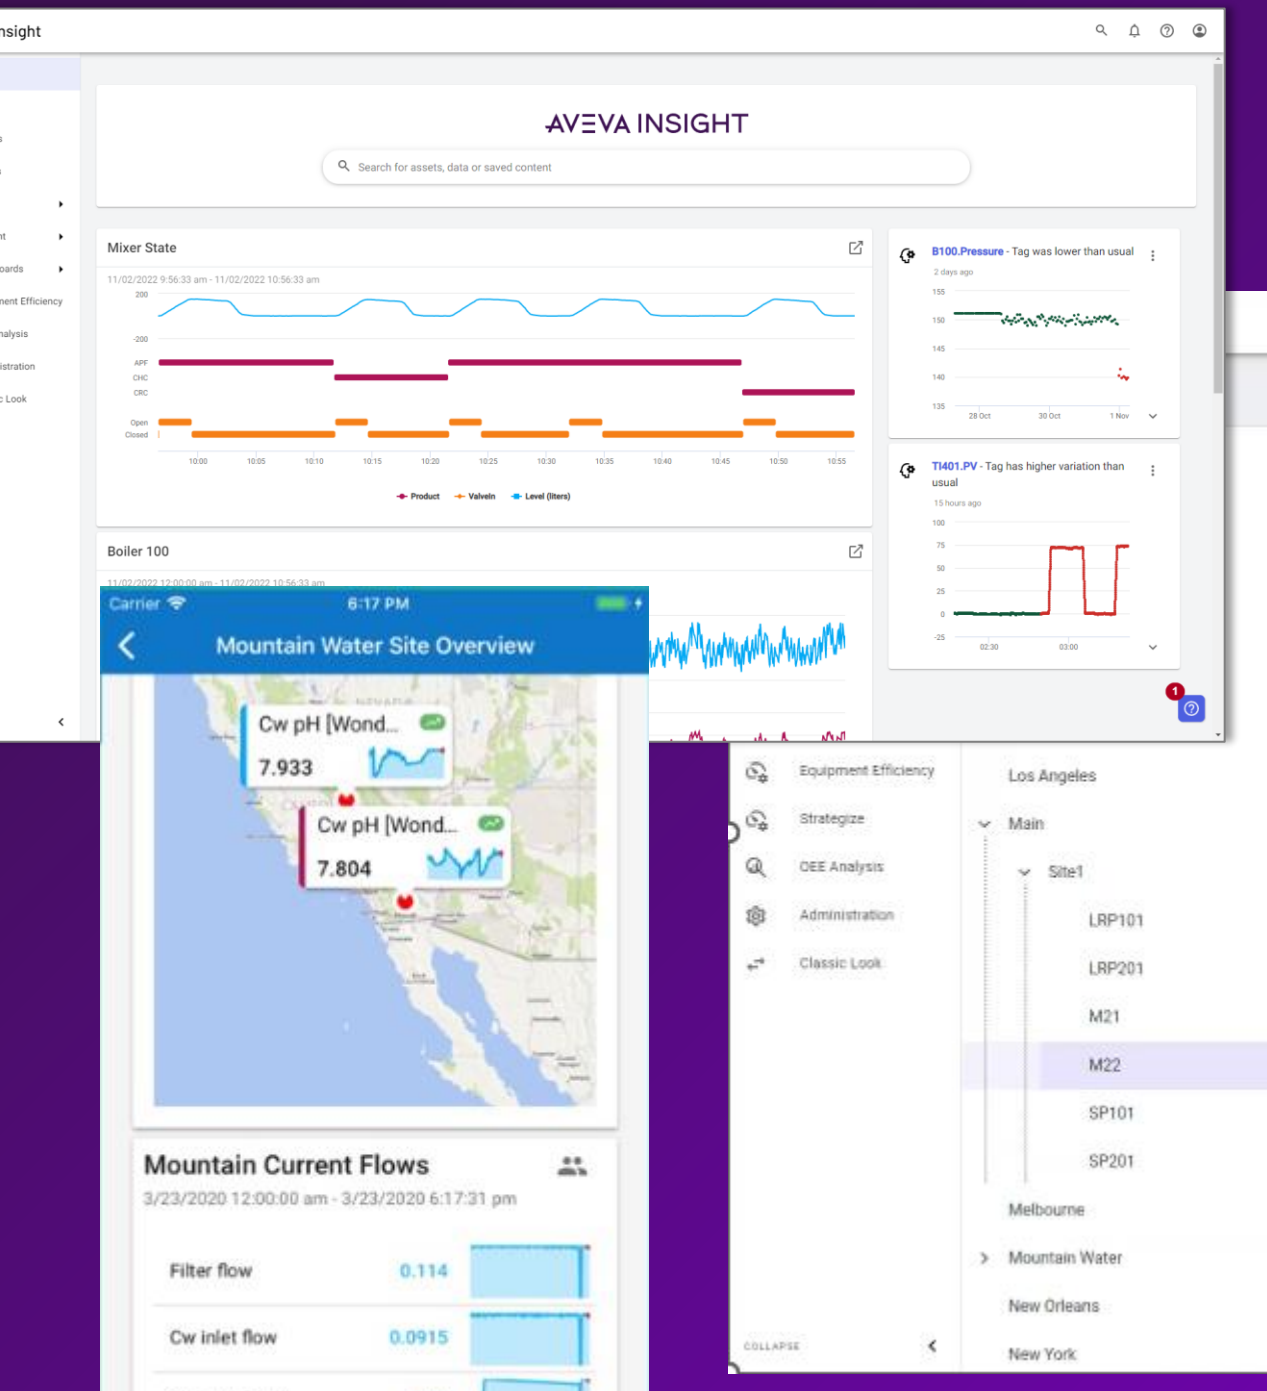 nsight
AVEVA INSIGHT
Search for assets, data or saved content
nt
oards
ment Efficiency
nalysis
istration
c Look
Mixer State
11/02/2022 9:56:33 am - 11/02/2022 10:56:33 am
200
-200
APF
CHC
CRC
Open
Closed
10:00 10:05 10:10 10:15 10:20 10:25 10:30 10:35 10:40 10:45 10:50 10:55
Product ValveIn Level (liters)
B100.Pressure - Tag was lower than usual
2 days ago
155
150
145
140
135
28 Oct 30 Oct 1 Nov
TI401.PV - Tag has higher variation than
usual
15 hours ago
100
75
50
25
0
-25
02:30 03:00
1
Boiler 100
11/02/2022 12:00:00 am - 11/02/2022 10:56:33 am
Carrier 6:17 PM
Mountain Water Site Overview
NEVADA
Cw pH [Wond...
7.933
Cw pH [Wond...
7.804
Mountain Current Flows
3/23/2020 12:00:00 am - 3/23/2020 6:17:31 pm
Filter flow 0.114
Cw inlet flow 0.0915
Equipment Efficiency
Strategize
OEE Analysis
Administration
Classic Look
COLLAPSE
Los Angeles
Main
Site1
LRP101
LRP201
M21
M22
SP101
SP201
Melbourne
Mountain Water
New Orleans
New York